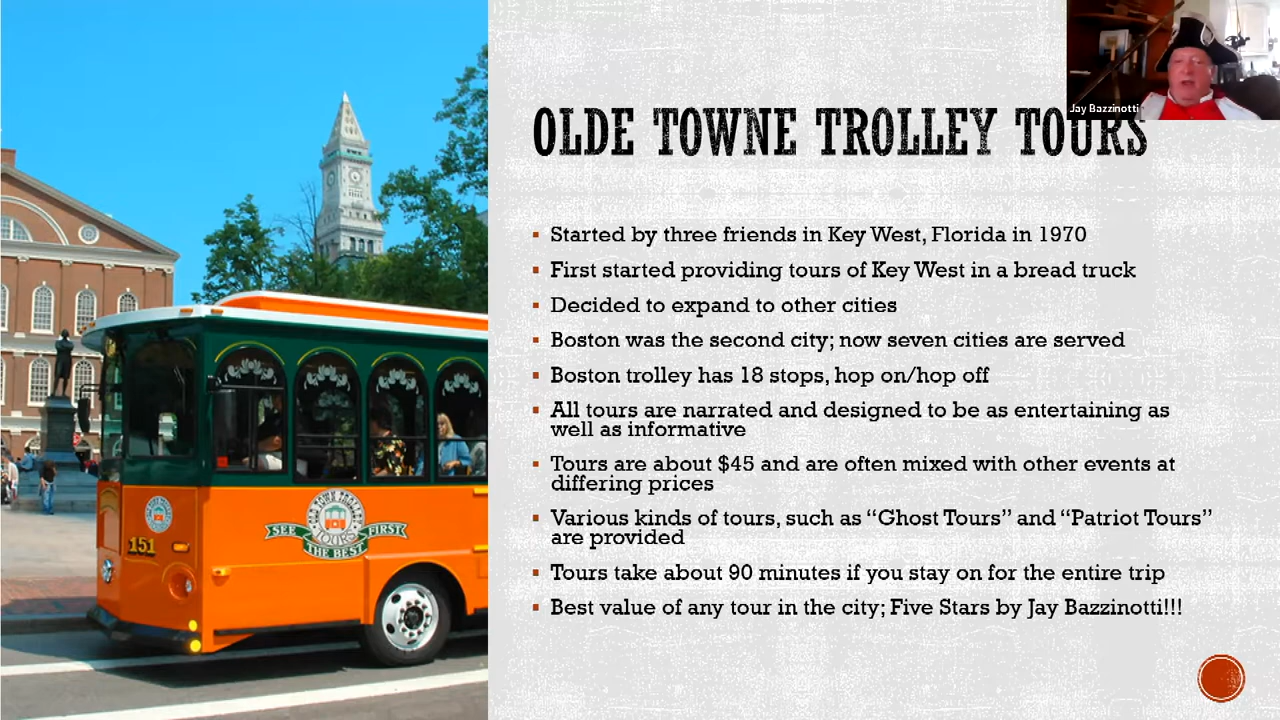 Jay Bazzinotti
OLDE TOWNE TROLLEY TOURS
Started by three friends in Key West, Florida in 1970
First started providing tours of Key West in a bread truck
Decided to expand to other cities
Boston was the second city; now seven cities are served
Boston trolley has 18 stops, hop on/hop off
All tours are narrated and designed to be as entertaining as
well as informative
Tours are about $45 and are often mixed with other events at
differing prices
Various kinds of tours, such as “Ghost Tours” and “Patriot Tours”
are provided
Tours take about 90 minutes if you stay on for the entire trip
Best value of any tour in the city; Five Stars by Jay Bazzinotti!!!
TOWN TROLLEY
TOURS
SEE FIRST
THE BEST
151